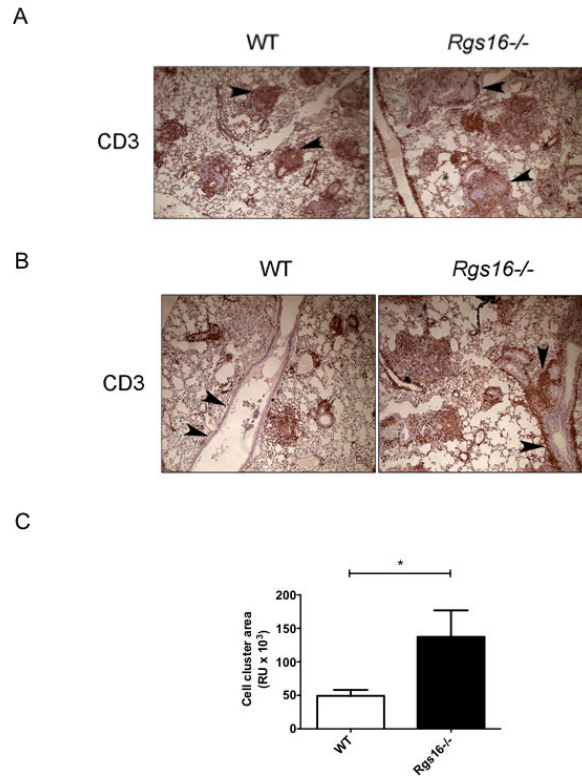 A
WT Rgs16-/-
CD3
B
WT Rgs16-/-
CD3
C
*
200
150
100
50
0
Cell cluster area
(RU x 10³)
WT
Rgs16-/-